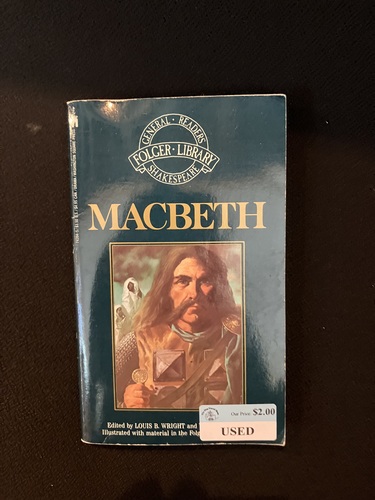 GENERAL • READERS
FOLGER • LIBRARY
SHAKESPEARE
MACBETH
Edited by LOUIS B. WRIGHT and
Illustrated with material in the Folg
Our Price: $2.00
USED